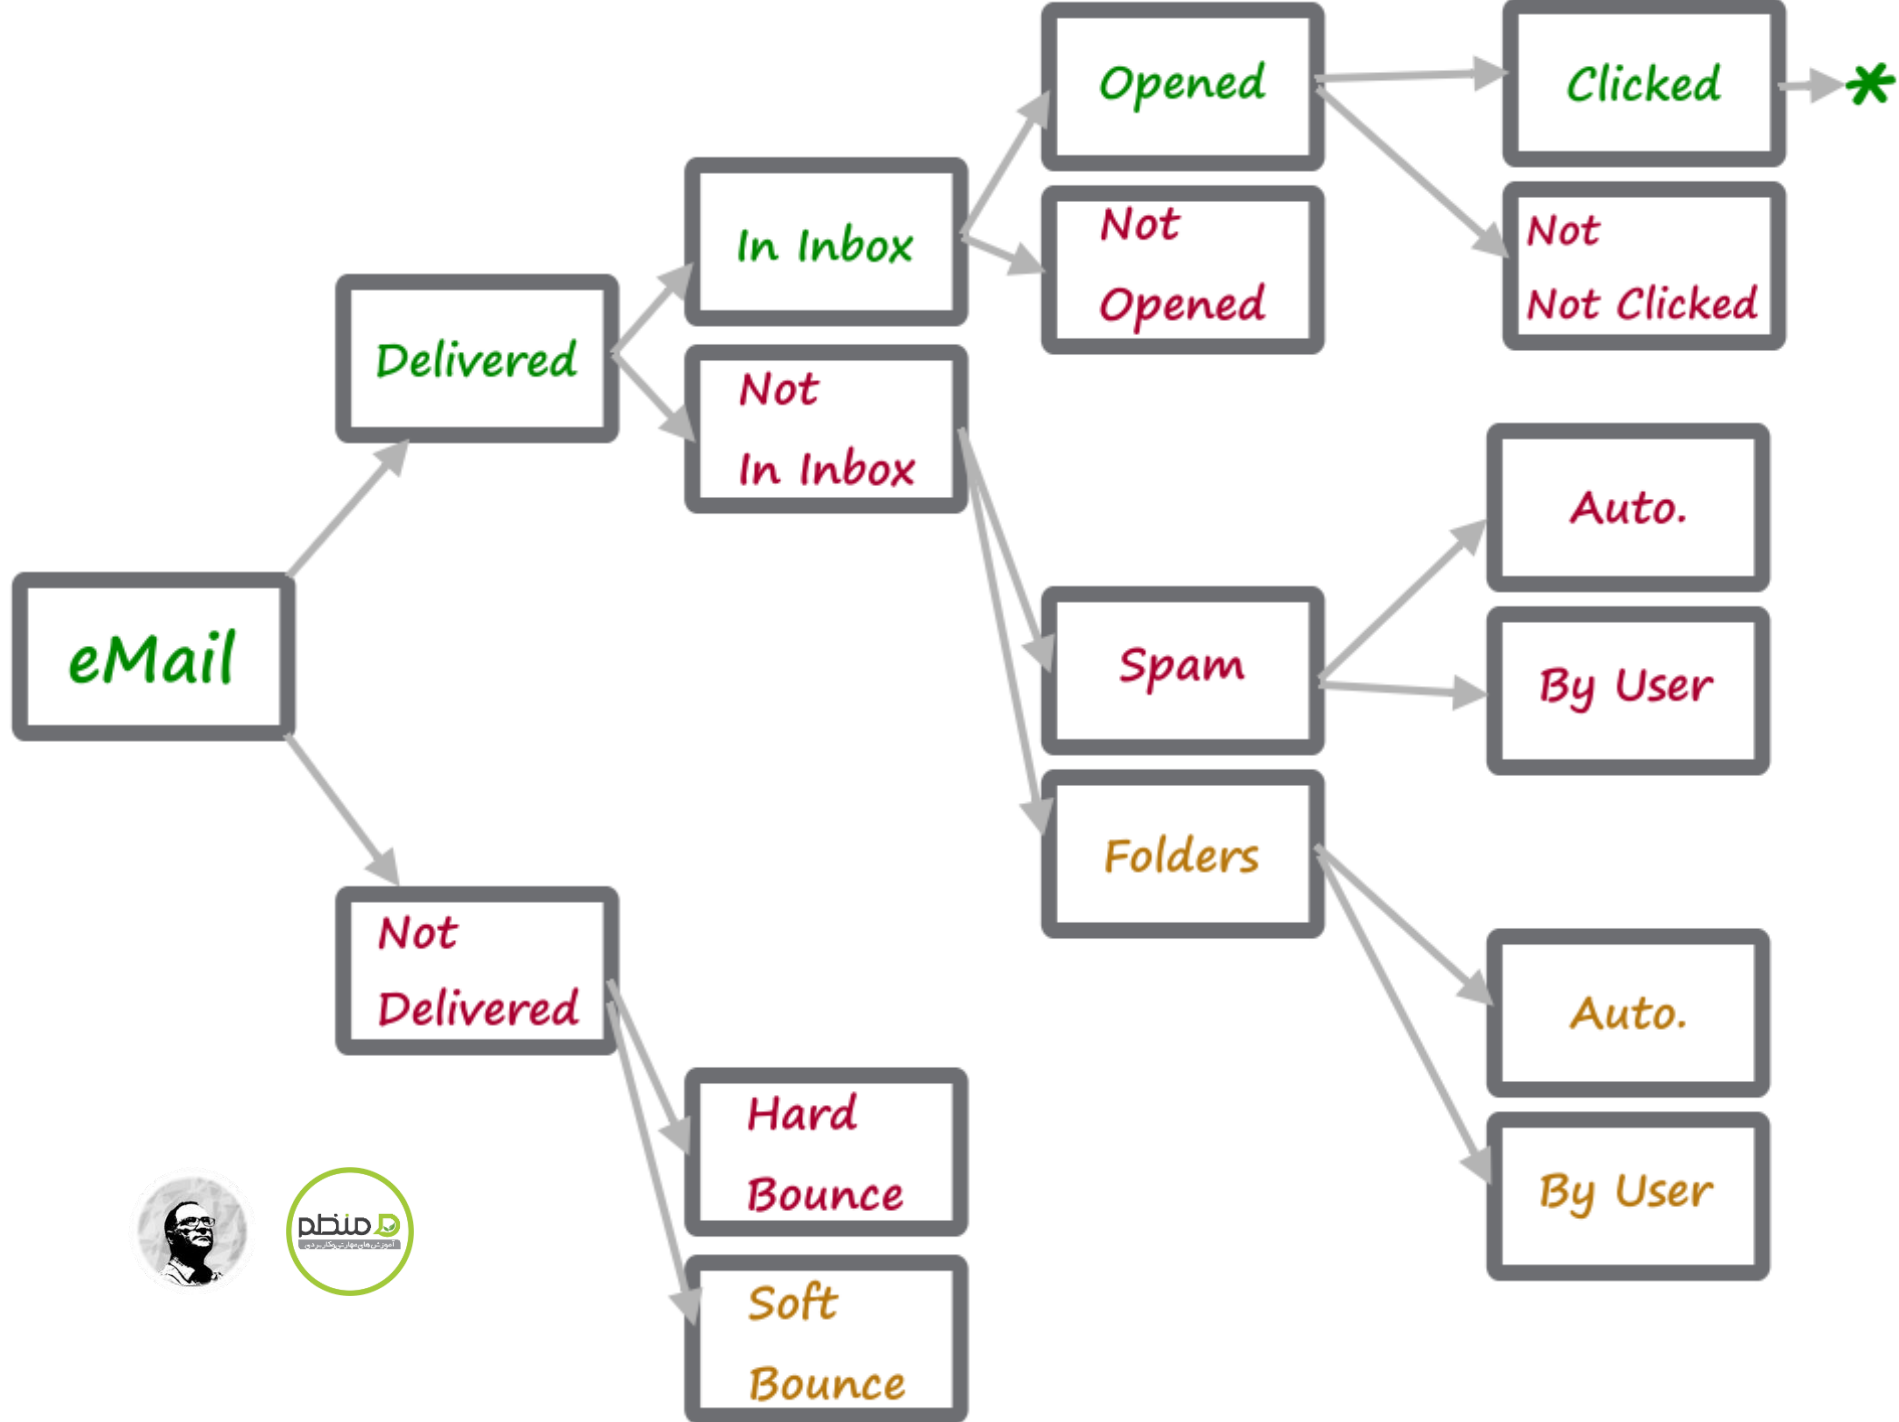 Opened
Clicked
*
Not
Opened
Not
Not Clicked
In Inbox
Delivered
Not
In Inbox
Auto.
eMail
Spam
By User
Folders
Not
Delivered
Auto.
Hard
Bounce
By User
متنظم
Soft
Bounce